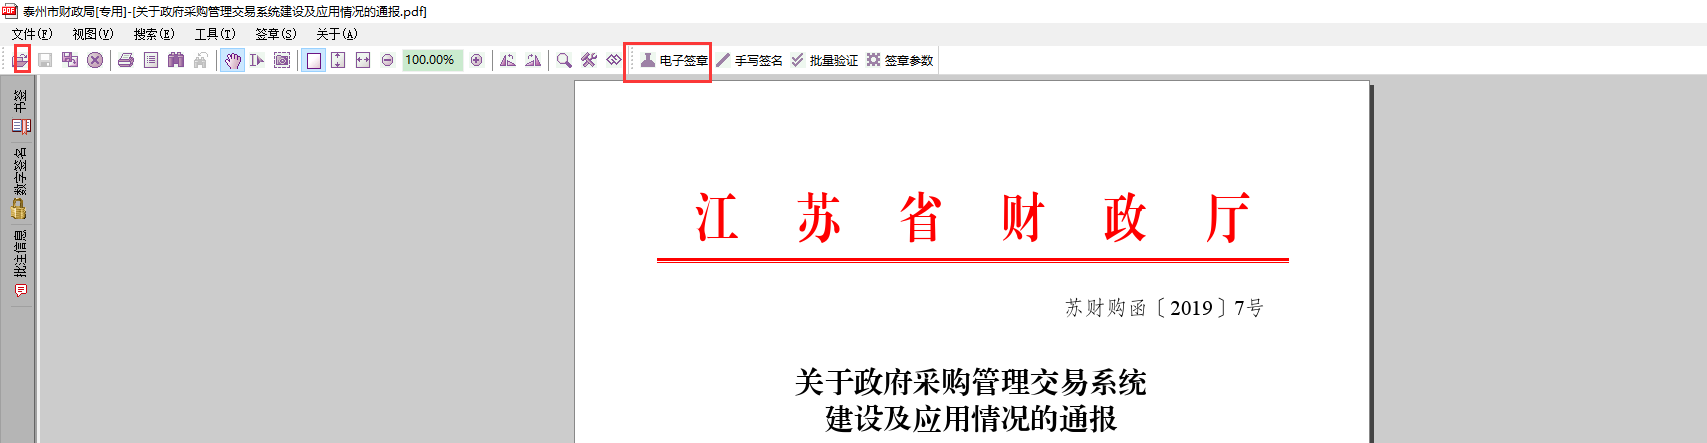 泰州市财政局[专用]-[关于政府采购管理交易系统建设及应用情况的通报.pdf]
文件(F) 视图(V) 搜索(E) 工具(T) 签章(S) 关于(A)
100.00% 电子签章 手写签名 批量验证 签章参数
书签
数字签名
批注信息
江苏省财政厅
苏财购函〔2019〕7号
关于政府采购管理交易系统
建设及应用情况的通报